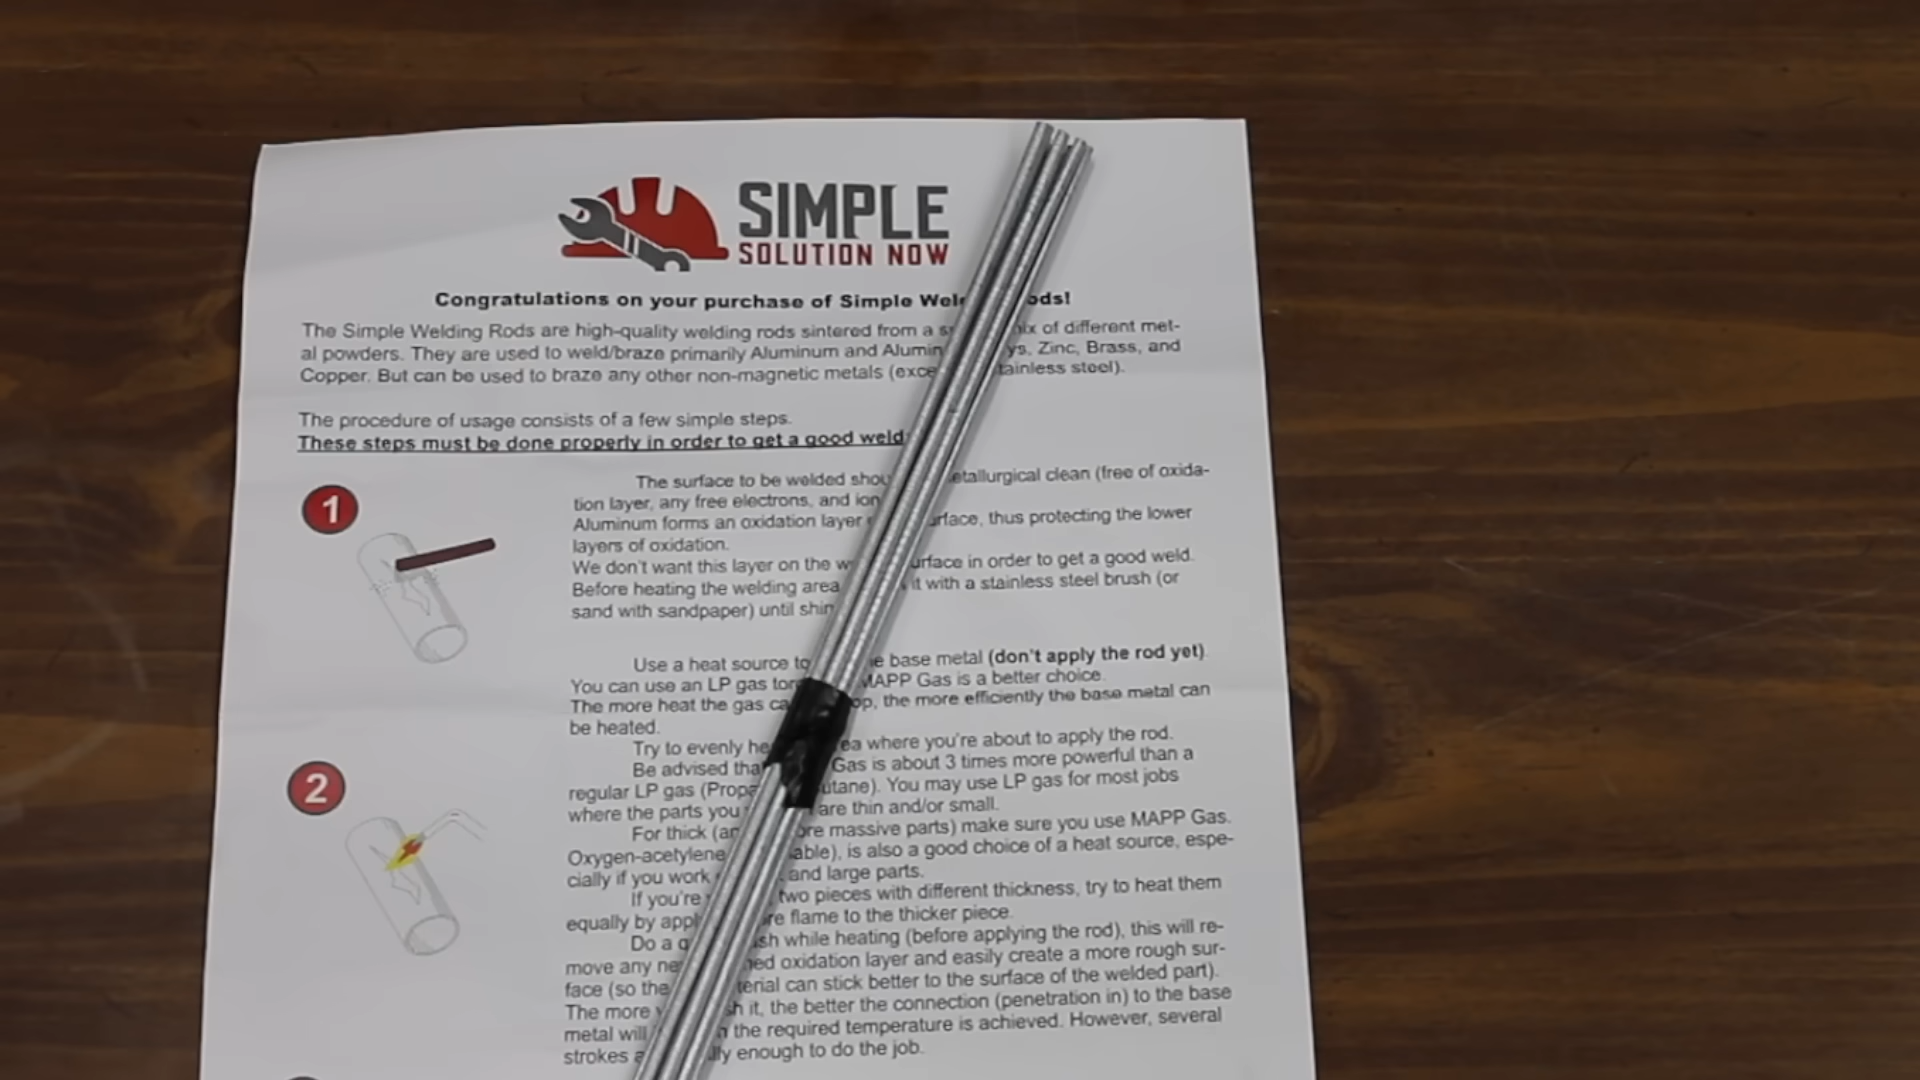 SIMPLE
SOLUTION NOW
Congratulations on your purchase of Simple ods!
The Simple Welding Rods are high-quality welding rods sintered from a ix of different met-
al powders. They are used to weld/braze primarily Aluminum and Alumin ys, Zinc, Brass, and
Copper. But can be used to braze any other non-magnetic metals (exce tainless steel).
The procedure of usage consists of a few simple steps.
These steps must be done properly in order to get a good weld
1
The surface to be welded shou etallurgical clean (free of oxida-
tion layer, any free electrons, and ion
Aluminum forms an oxidation layer rface, thus protecting the lower
layers of oxidation.
We don't want this layer on the w urface in order to get a good weld.
Before heating the welding area it with a stainless steel brush (or
sand with sandpaper) until shin
Use a heat source to e base metal (don't apply the rod yet).
You can use an LP gas tor MAPP Gas is a better choice.
The more heat the gas ca op, the more efficiently the base metal can
be heated.
Try to evenly he ea where you're about to apply the rod.
Be advised tha Gas is about 3 times more powerful than a
2
regular LP gas (Propa utane). You may use LP gas for most jobs
where the parts you are thin and/or small.
For thick (an ore massive parts) make sure you use MAPP Gas.
Oxygen-acetylene able), is also a good choice of a heat source, espe-
cially if you work and large parts.
If you're two pieces with different thickness, try to heat them
equally by appl re flame to the thicker piece.
Do a q sh while heating (before applying the rod), this will re-
move any ne ed oxidation layer and easily create a more rough sur-
face (so the terial can stick better to the surface of the welded part).
The more h it, the better the connection (penetration in) to the base
metal will n the required temperature is achieved. However, several
strokes a lly enough to do the job.